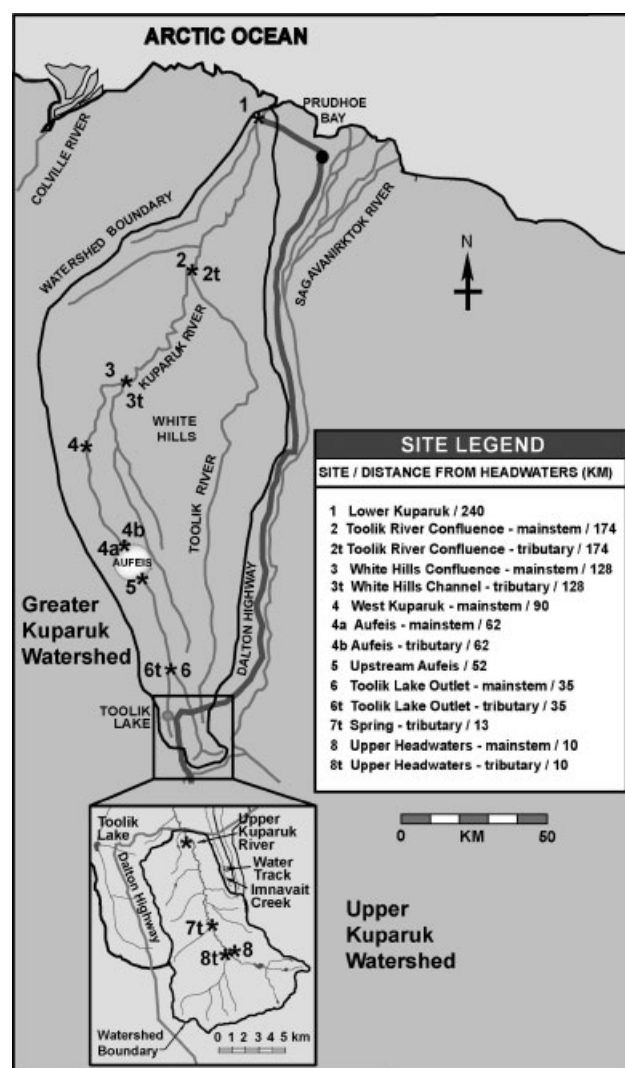 ARCTIC OCEAN
1
PRUDHOE
BAY
COLVILLE RIVER
WATERSHED BOUNDARY
SAGAVANIRKTOK RIVER
N
2
2t
KUPARUK RIVER
3
3t
WHITE
HILLS
4
TOOLIK RIVER
4b
4a
AUFEIS
5
DALTON HIGHWAY
Greater
Kuparuk
Watershed
6t
6
TOOLIK
LAKE
SITE LEGEND
SITE / DISTANCE FROM HEADWATERS (KM)
1 Lower Kuparuk / 240
2 Toolik River Confluence - mainstem / 174
2t Toolik River Confluence - tributary / 174
3 White Hills Confluence - mainstem / 128
3t White Hills Channel - tributary / 128
4 West Kuparuk - mainstem / 90
4a Aufeis - mainstem / 62
4b Aufeis - tributary / 62
5 Upstream Aufeis / 52
6 Toolik Lake Outlet - mainstem / 35
6t Toolik Lake Outlet - tributary / 35
7t Spring - tributary / 13
8 Upper Headwaters - mainstem / 10
8t Upper Headwaters - tributary / 10
0 KM 50
Toolik
Lake
Upper
Kuparuk
River
Dalton Highway
Water
Track
Imnavait
Creek
7t
8t
8
Upper
Kuparuk
Watershed
Watershed
Boundary
0 1 2 3 4 5 km